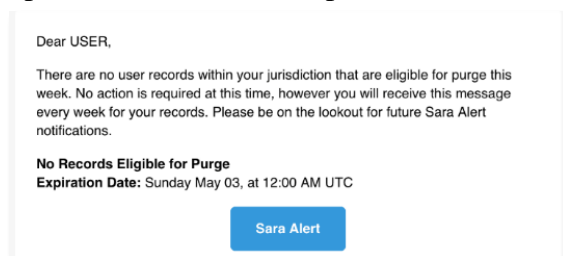 Dear USER,
There are no user records within your jurisdiction that are eligible for purge this
week. No action is required at this time, however you will receive this message
every week for your records. Please be on the lookout for future Sara Alert
notifications.
No Records Eligible for Purge
Expiration Date: Sunday May 03, at 12:00 AM UTC
Sara Alert